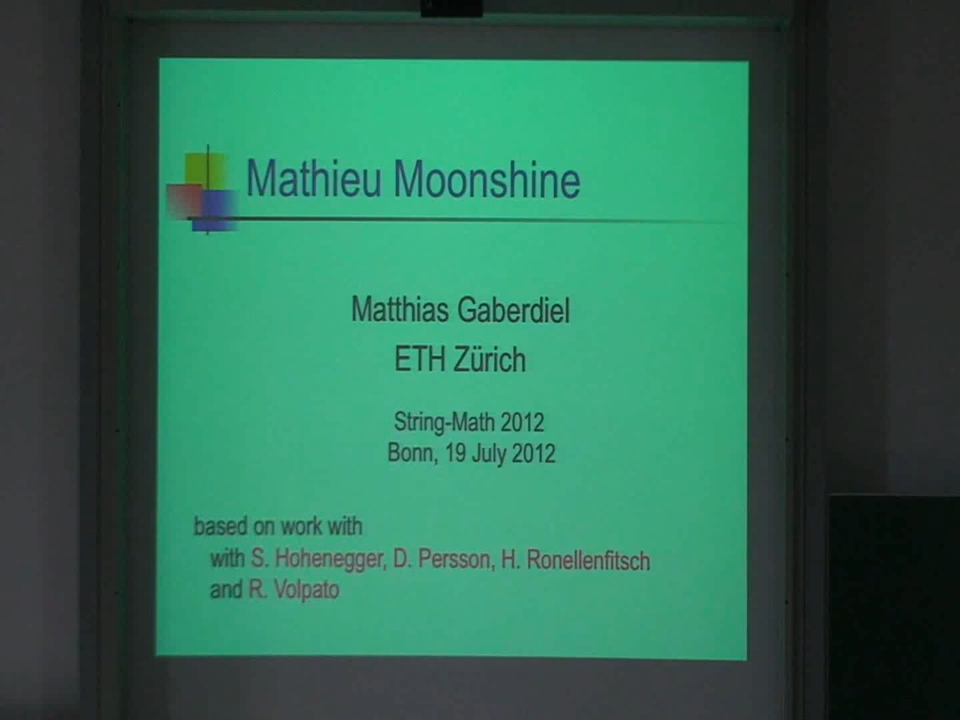 Mathieu Moonshine
Matthias Gaberdiel
ETH Zürich
String-Math 2012
Bonn, 19 July 2012
based on work with
with S. Hohenegger, D. Persson, H. Ronellenfitsch
and R. Volpato